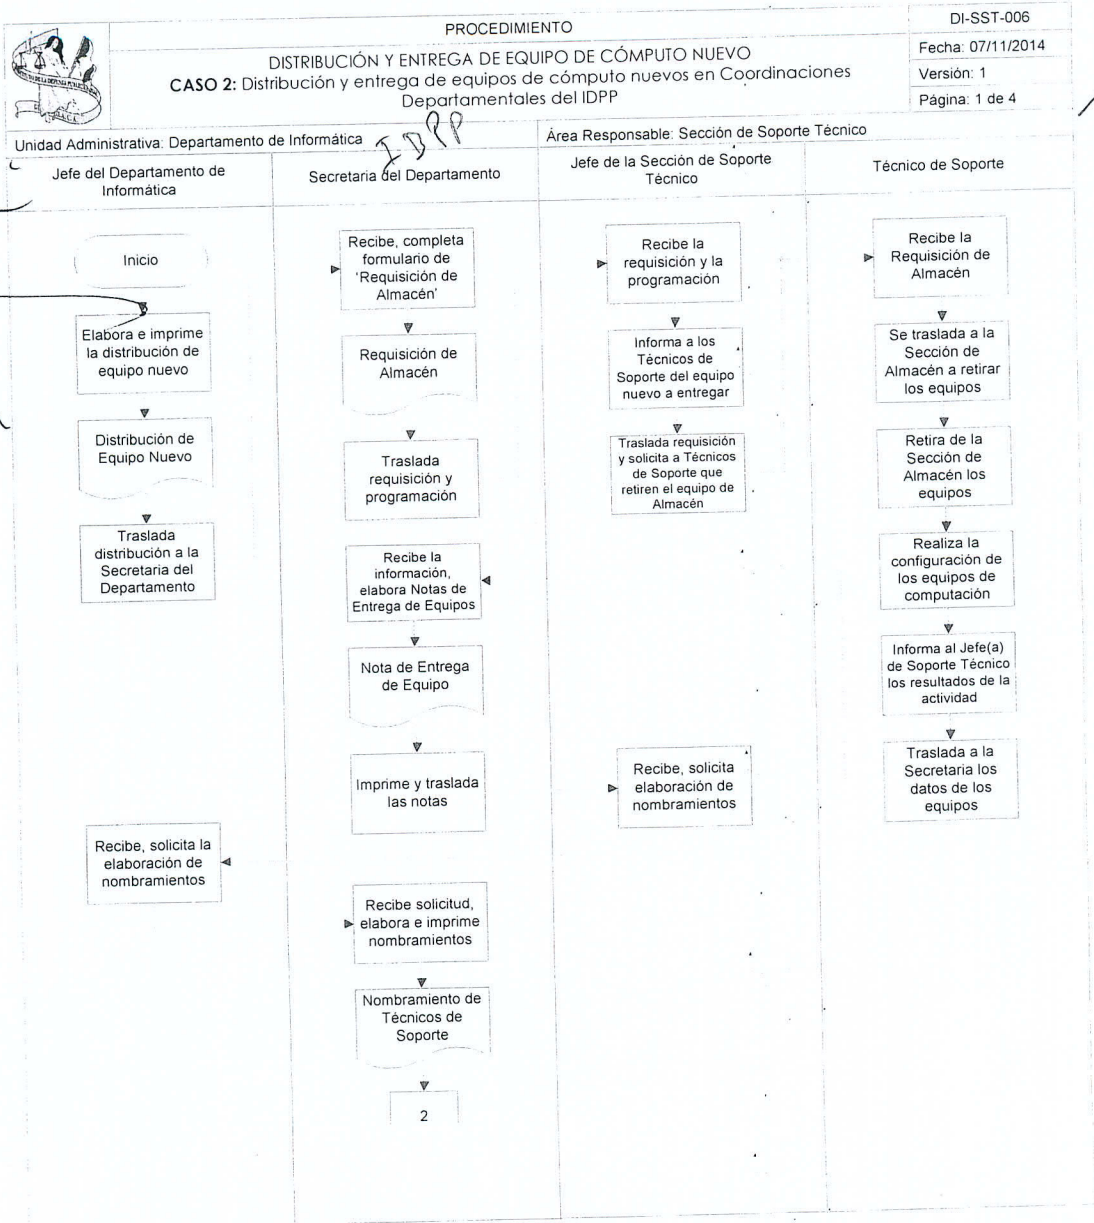 PROCEDIMIENTO
DISTRIBUCIÓN Y ENTREGA DE EQUIPO DE CÓMPUTO NUEVO
CASO 2: Distribución y entrega de equipos de cómputo nuevos en Coordinaciones
Departamentales del IDPP
DI-SST-006
Fecha: 07/11/2014
Versión: 1
Página: 1 de 4
Unidad Administrativa: Departamento de Informática
IDPP
Área Responsable: Sección de Soporte Técnico
Jefe del Departamento de
Informática
Secretaria del Departamento
Jefe de la Sección de Soporte
Técnico
Técnico de Soporte
Inicio
Elabora e imprime
la distribución de
equipo nuevo
Distribución de
Equipo Nuevo
Traslada
distribución a la
Secretaria del
Departamento
Recibe, solicita la
elaboración de
nombramientos
Recibe, completa
formulario de
'Requisición de
Almacén'
Requisición de
Almacén
Traslada
requisición y
programación
Recibe la
información,
elabora Notas de
Entrega de Equipos
Nota de Entrega
de Equipo
Imprime y traslada
las notas
Recibe solicitud,
elabora e imprime
nombramientos
Nombramiento de
Técnicos de
Soporte
2
Recibe la
requisición y la
programación
Informa a los
Técnicos de
Soporte del equipo
nuevo a entregar
Traslada requisición
y solicita a Técnicos
de Soporte que
retiren el equipo de
Almacén
Recibe, solicita
elaboración de
nombramientos
Recibe la
Requisición de
Almacén
Se traslada a la
Sección de
Almacén a retirar
los equipos
Retira de la
Sección de
Almacén los
equipos
Realiza la
configuración de
los equipos de
computación
Informa al Jefe(a)
de Soporte Técnico
los resultados de la
actividad
Traslada a la
Secretaria los
datos de los
equipos